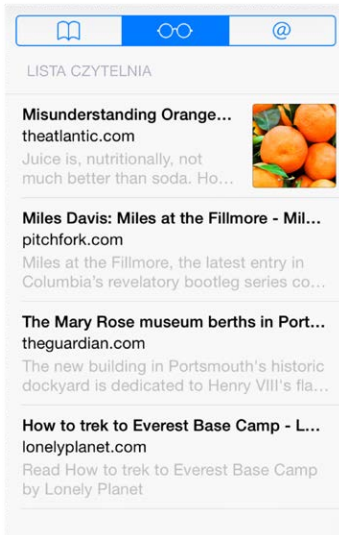 @
LISTA CZYTELNIA
Misunderstanding Orange...
theatlantic.com
Juice is, nutritionally, not
much better than soda. Ho...
Miles Davis: Miles at the Fillmore - Mil...
pitchfork.com
Miles at the Fillmore, the latest entry in
Columbia's revelatory bootleg series co...
The Mary Rose museum berths in Port...
theguardian.com
The new building in Portsmouth's historic
dockyard is dedicated to Henry VIII's fla...
How to trek to Everest Base Camp - L...
lonelyplanet.com
Read How to trek to Everest Base Camp
by Lonely Planet